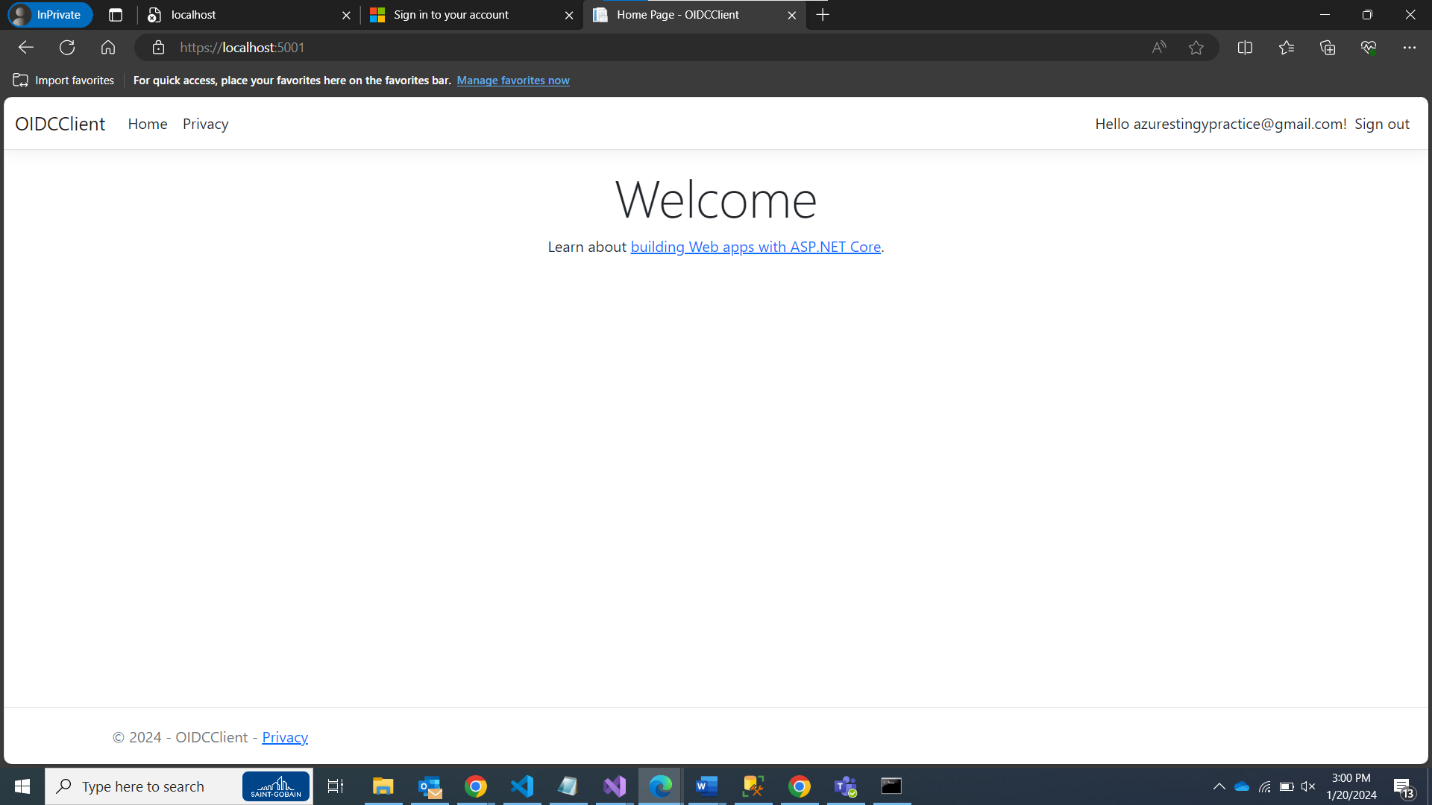 InPrivate
localhost
Sign in to your account
Home Page - OIDCClient
https://localhost:5001
Import favorites
For quick access, place your favorites here on the favorites bar. Manage favorites now
OIDCClient Home Privacy
Hello azurestingypractice@gmail.com! Sign out
Welcome
Learn about building Web apps with ASP.NET Core.
© 2024 - OIDCClient - Privacy
Type here to search
SAINT-GOBAIN
3:00 PM
1/20/2024
13